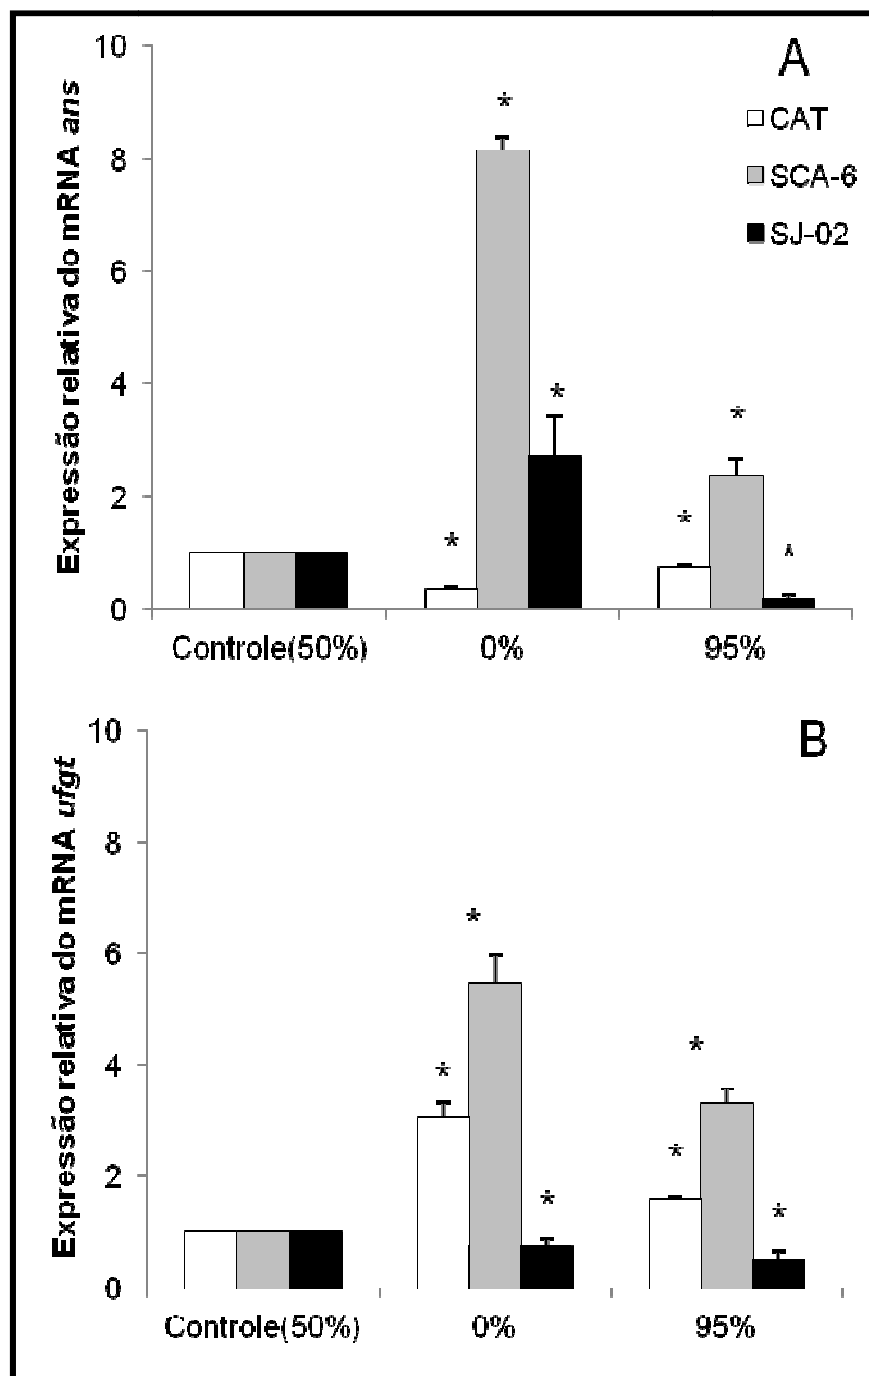 A
Expressão relativa do mRNA ans
10
8
6
4
2
0
CAT
SCA-6
SJ-02
*
*
*
*
*
*
Controle(50%) 0% 95%
B
Expressão relativa do mRNA ufgt
10
8
6
4
2
0
*
*
*
*
*
*
Controle(50%) 0% 95%